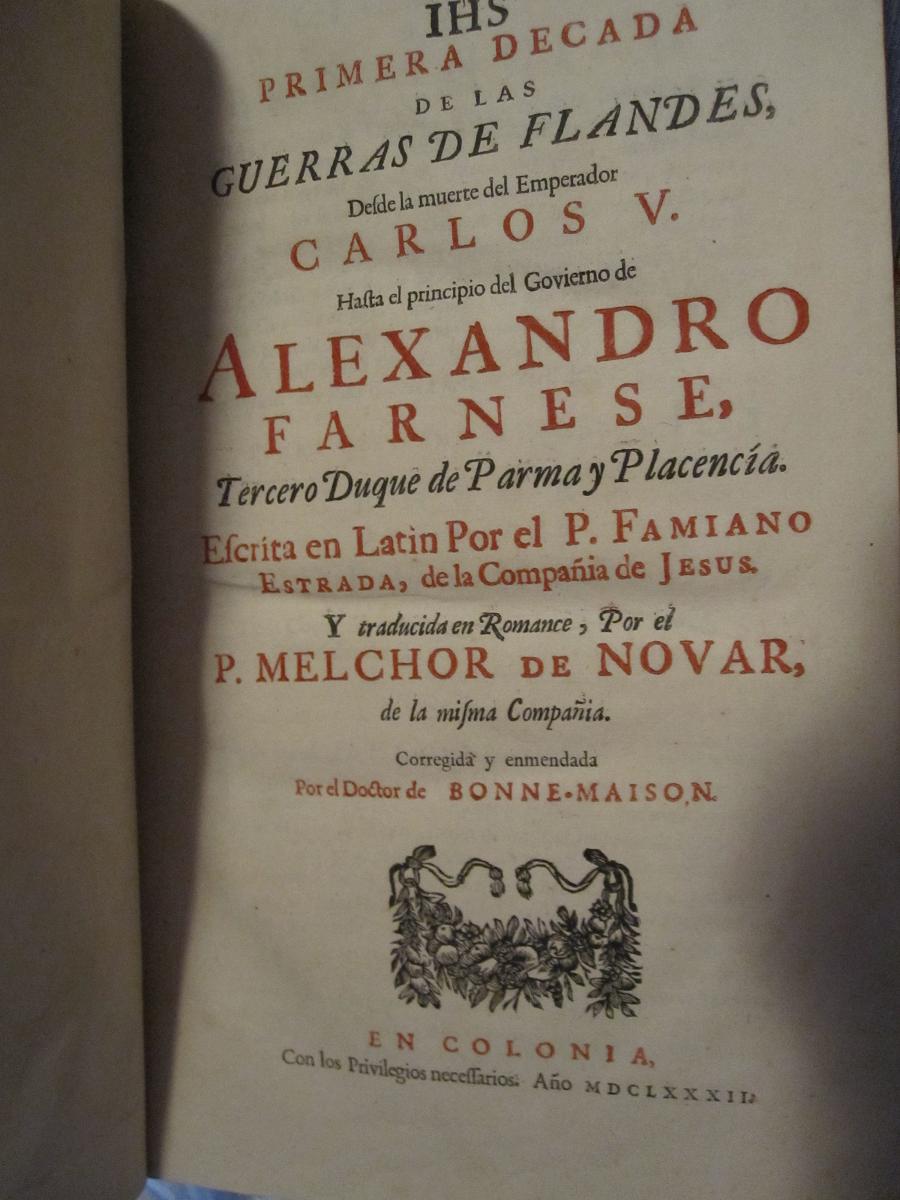 IHS
PRIMERA DECADA
DE LAS
GUERRAS DE FLANDES,
Deſde la muerte del Emperador
CARLOS V.
Haſta el principio del Govierno de
ALEXANDRO
FARNESE,
Tercero Duque de Parma y Placencía.
Eſcrita en Latin Por el P. FAMIANO
ESTRADA, de la Compañia de JESUS.
Y traducida en Romance, Por el
P. MELCHOR DE NOVAR,
de la miſma Compañia.
Corregida y enmendada
Por el Doctor de BONNE-MAISON.
EN COLONIA,
Con los Privilegios neceſſarios. Año MDCLXXXII.